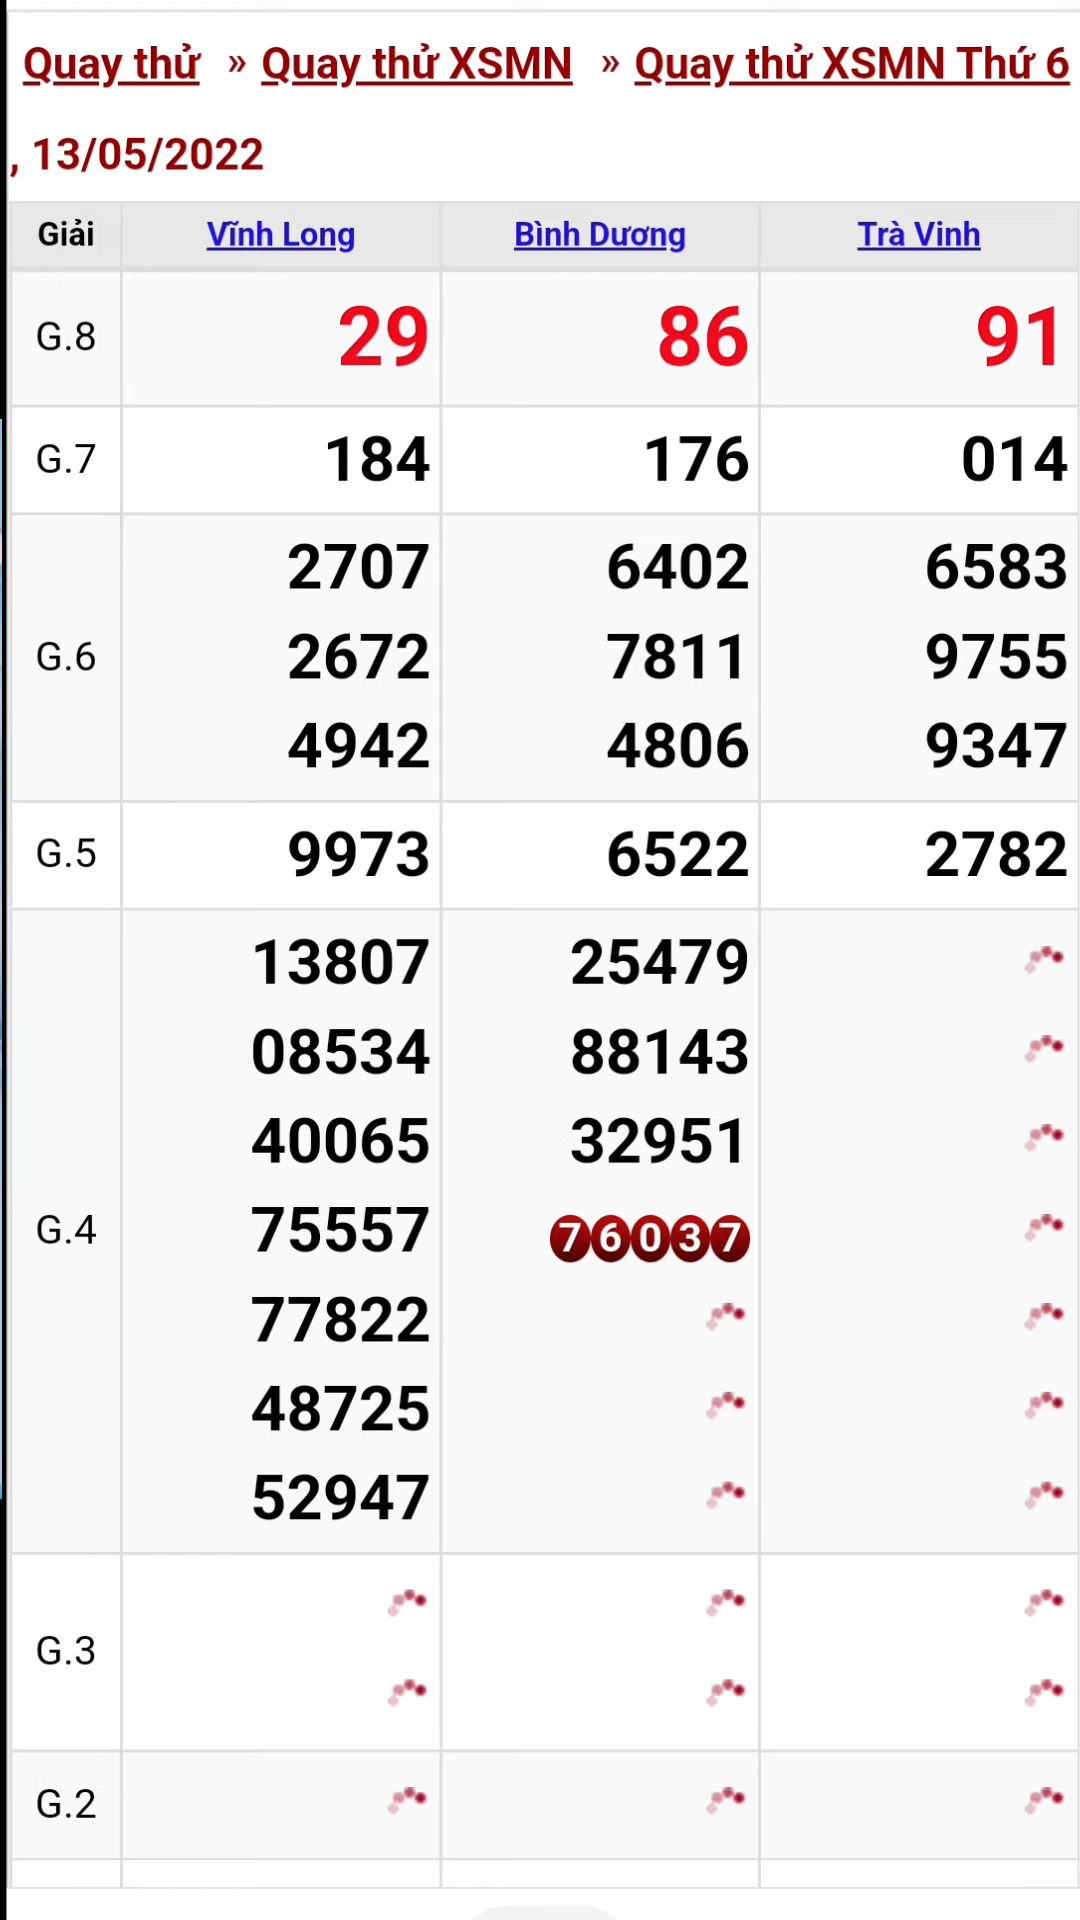 Quay thử » Quay thử XSMN » Quay thử XSMN Thứ 6
, 13/05/2022
Giải Vĩnh Long Bình Dương Trà Vinh
G.8 29 86 91
G.7 184 176 014
2707 6402 6583
G.6 2672 7811 9755
4942 4806 9347
G.5 9973 6522 2782
13807 25479
08534 88143
40065 32951
G.4 75557 76037
77822
48725
52947
G.3
G.2